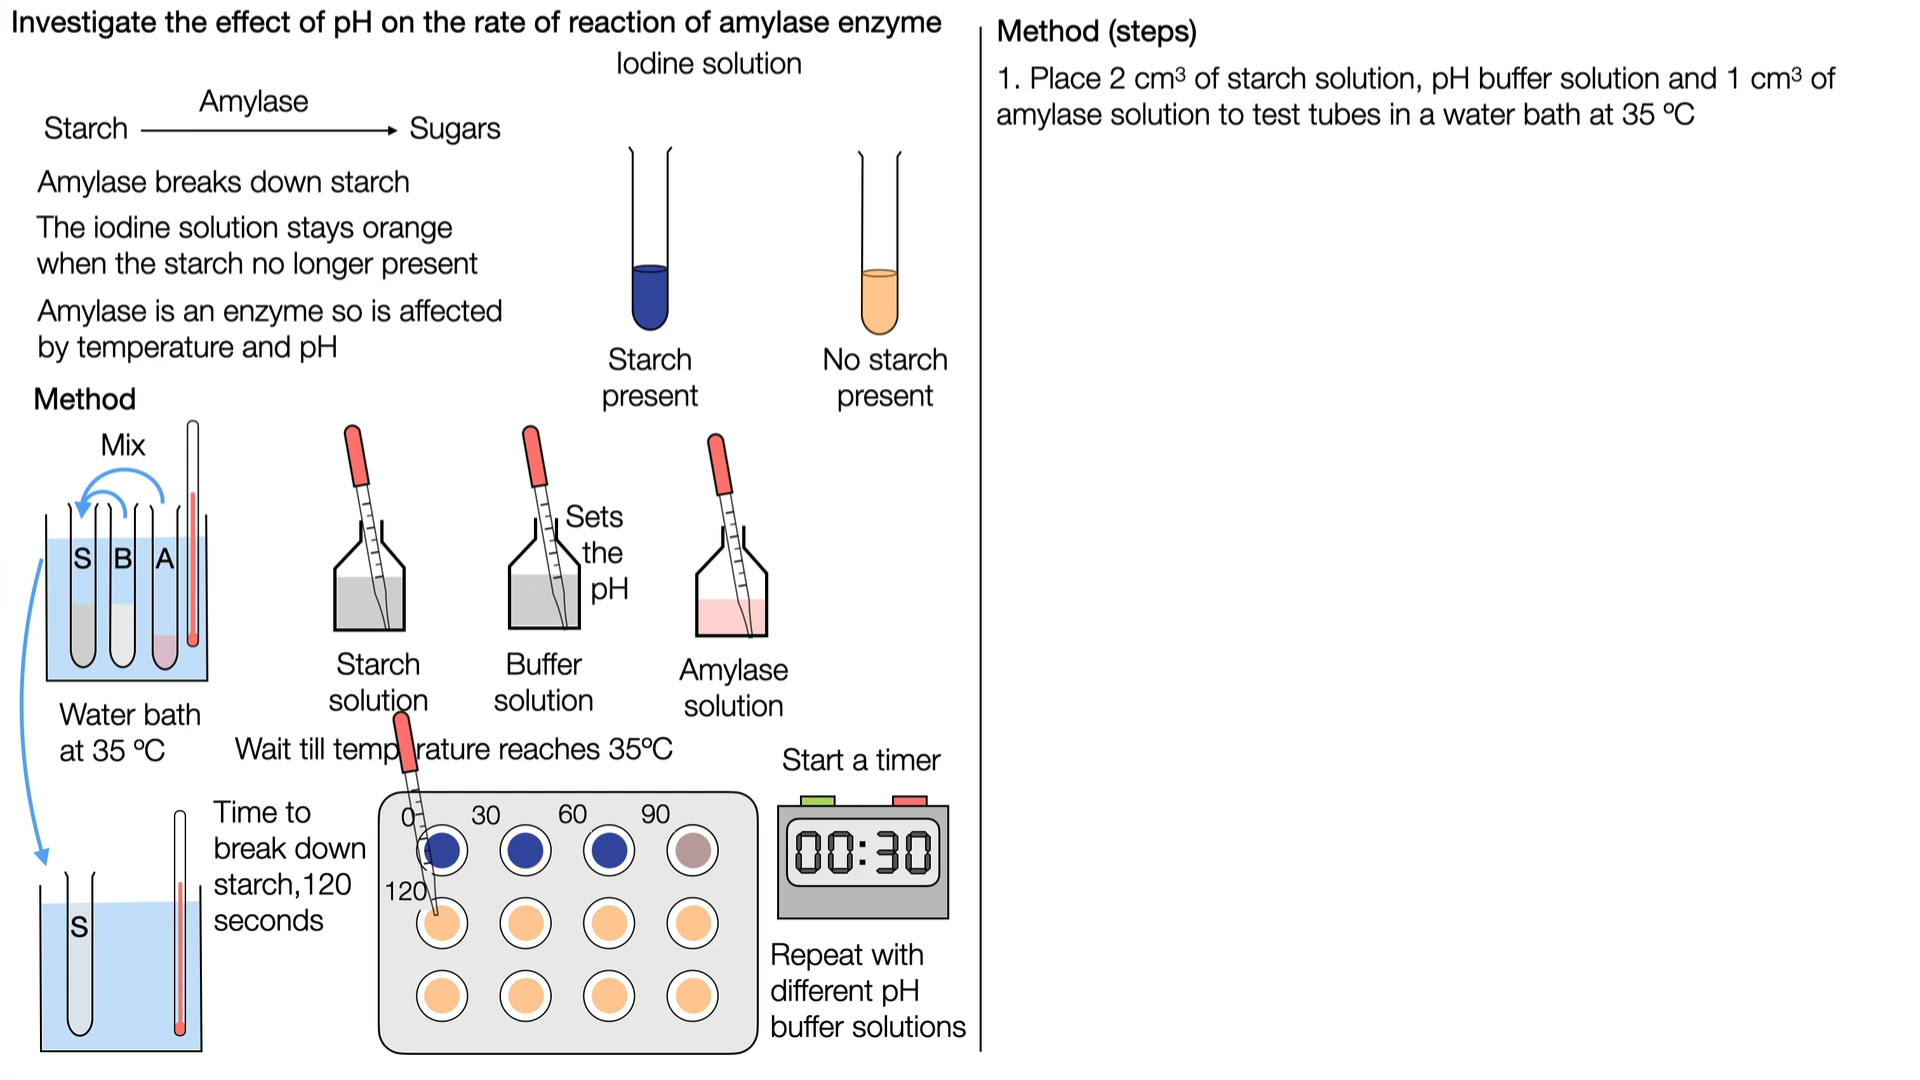 Investigate the effect of pH on the rate of reaction of amylase enzyme
Iodine solution
Amylase
Starch
Sugars
Amylase breaks down starch
The iodine solution stays orange
when the starch no longer present
Amylase is an enzyme so is affected
by temperature and pH
Starch
present
No starch
present
Method
Mix
S
B
A
Sets
the
pH
Starch
solution
Buffer
solution
Amylase
solution
Water bath
at 35 ºC
Wait till temp rature reaches 35ºC
Start a timer
Time to
break down
starch,120
seconds
S
0
30
60
90
120
00:30
Repeat with
different pH
buffer solutions
Method (steps)
1. Place 2 cm³ of starch solution, pH buffer solution and 1 cm³ of
amylase solution to test tubes in a water bath at 35 ºC